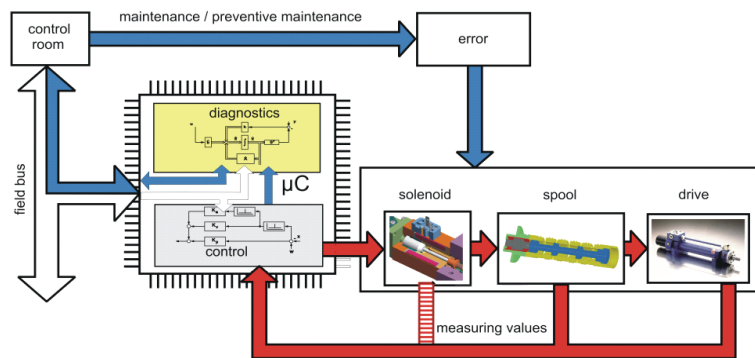 maintenance / preventive maintenance
control
room
error
diagnostics
field bus
µC
solenoid
spool
drive
control
measuring values